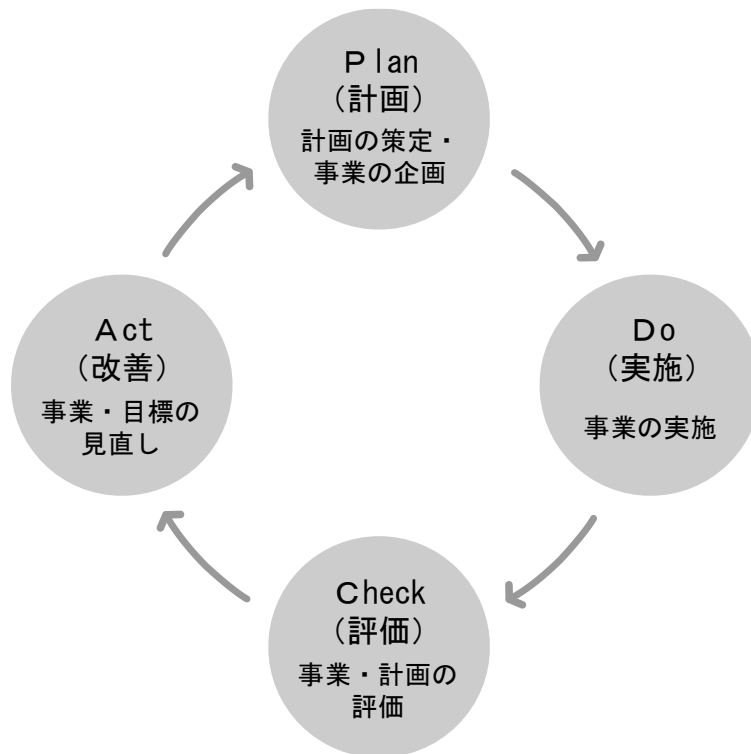 Plan
（計画）
計画の策定・
事業の企画
Act
（改善）
事業・目標の
見直し
Do
（実施）
事業の実施
Check
（評価）
事業・計画の
評価